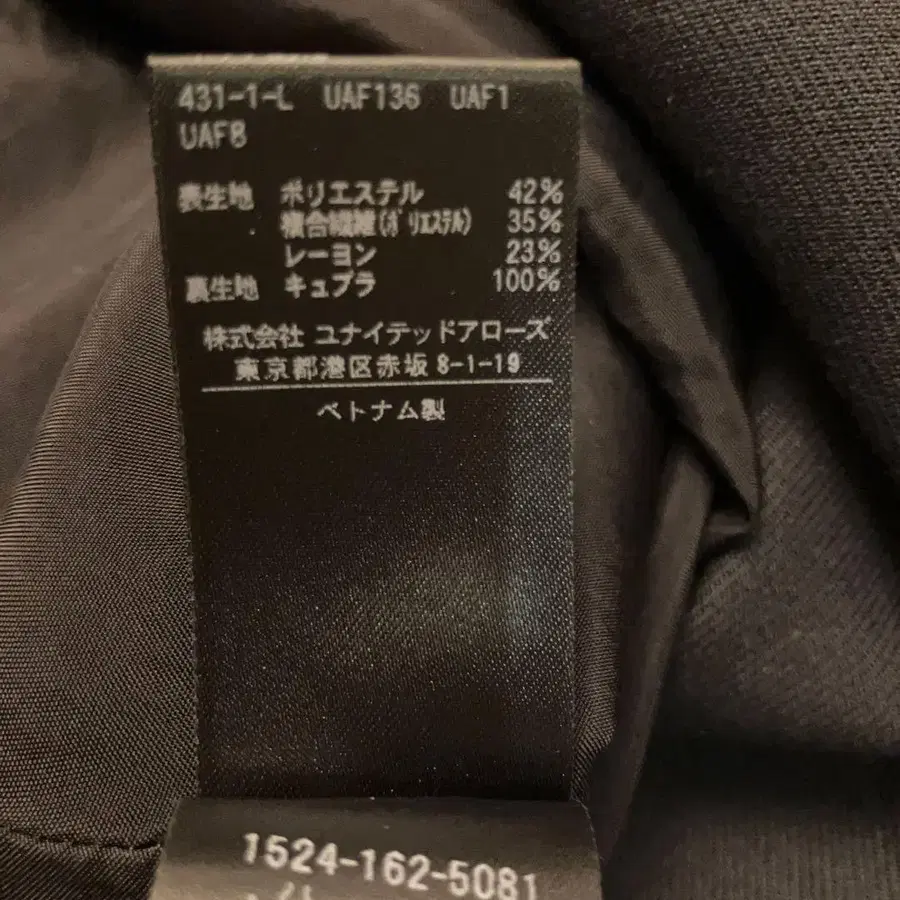 431-1-L UAF136 UAF1
UAF8
表生地 ポリエステル 42%
複合繊維(ポリエステル) 35%
レーヨン 23%
裏生地 キュプラ 100%
株式会社 ユナイテッドアローズ
東京都港区赤坂 8-1-19
ベトナム製
1524-162-5081